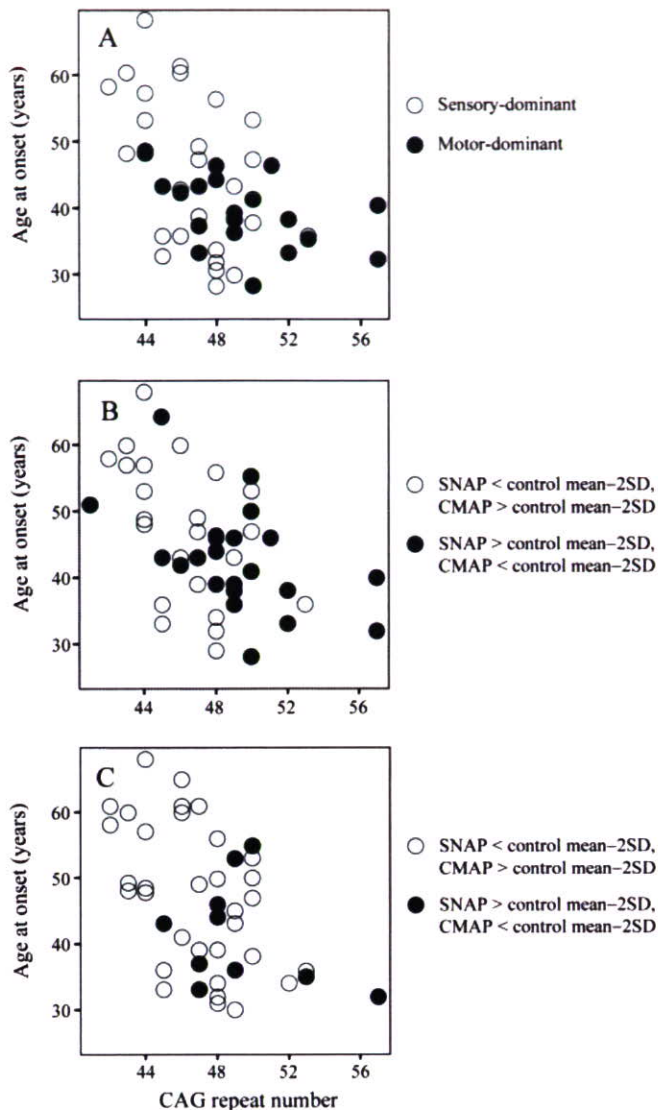 A
Age at onset (years)
60
50
40
30
44 48 52 56
Sensory-dominant
Motor-dominant
B
Age at onset (years)
60
50
40
30
44 48 52 56
SNAP < control mean−2SD,
CMAP > control mean−2SD
SNAP > control mean−2SD,
CMAP < control mean−2SD
C
Age at onset (years)
60
50
40
30
44 48 52 56
CAG repeat number
SNAP < control mean−2SD,
CMAP > control mean−2SD
SNAP > control mean−2SD,
CMAP < control mean−2SD